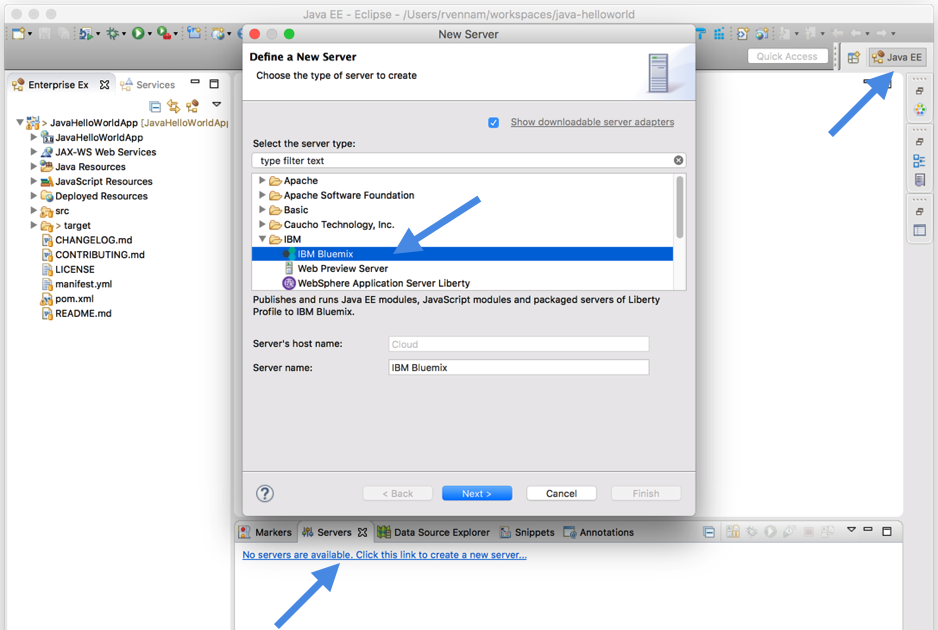 Java EE - Eclipse - /Users/rvennam/workspaces/java-helloworld
Quick Access
Java EE
Enterprise Ex
Services
> JavaHelloWorldApp [JavaHelloWorldApp
JavaHelloWorldApp
JAX-WS Web Services
Java Resources
JavaScript Resources
Deployed Resources
src
> target
CHANGELOG.md
CONTRIBUTING.md
LICENSE
manifest.yml
pom.xml
README.md
New Server
Define a New Server
Choose the type of server to create
Show downloadable server adapters
Select the server type:
type filter text
Apache
Apache Software Foundation
Basic
Caucho Technology, Inc.
IBM
IBM Bluemix
Web Preview Server
WebSphere Application Server Liberty
Publishes and runs Java EE modules, JavaScript modules and packaged servers of Liberty
Profile to IBM Bluemix.
Server's host name: Cloud
Server name: IBM Bluemix
? < Back Next > Cancel Finish
Markers Servers Data Source Explorer Snippets Annotations
No servers are available. Click this link to create a new server...